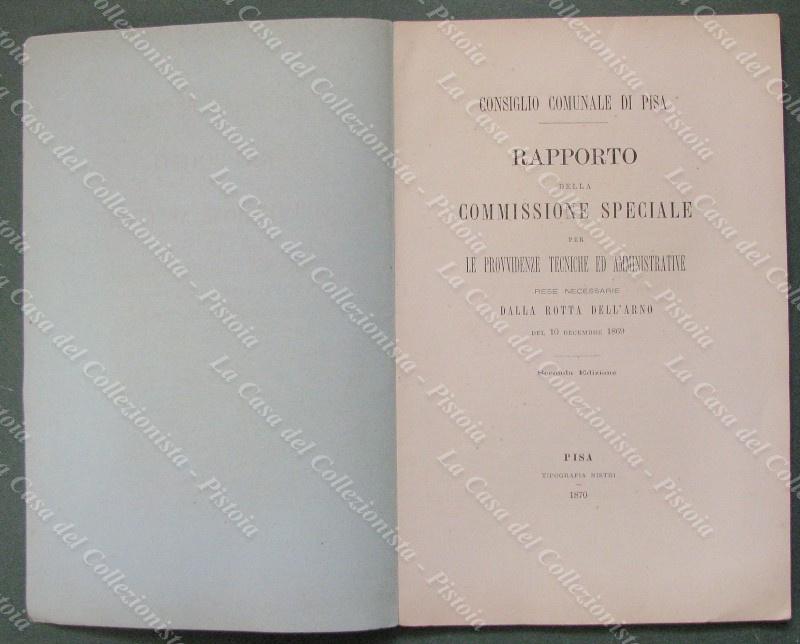 CONSIGLIO COMUNALE DI PISA
RAPPORTO
DELLA
COMMISSIONE SPECIALE
PER
LE PROVVIDENZE TECNICHE ED AMMINISTRATIVE
RESE NECESSARIE
DALLA ROTTA DELL'ARNO
DEL 10 DECEMBRE 1869
Seconda Edizione
PISA
TIPOGRAFIA NISTRI
1870
La Casa del Collezionista - Pistoia